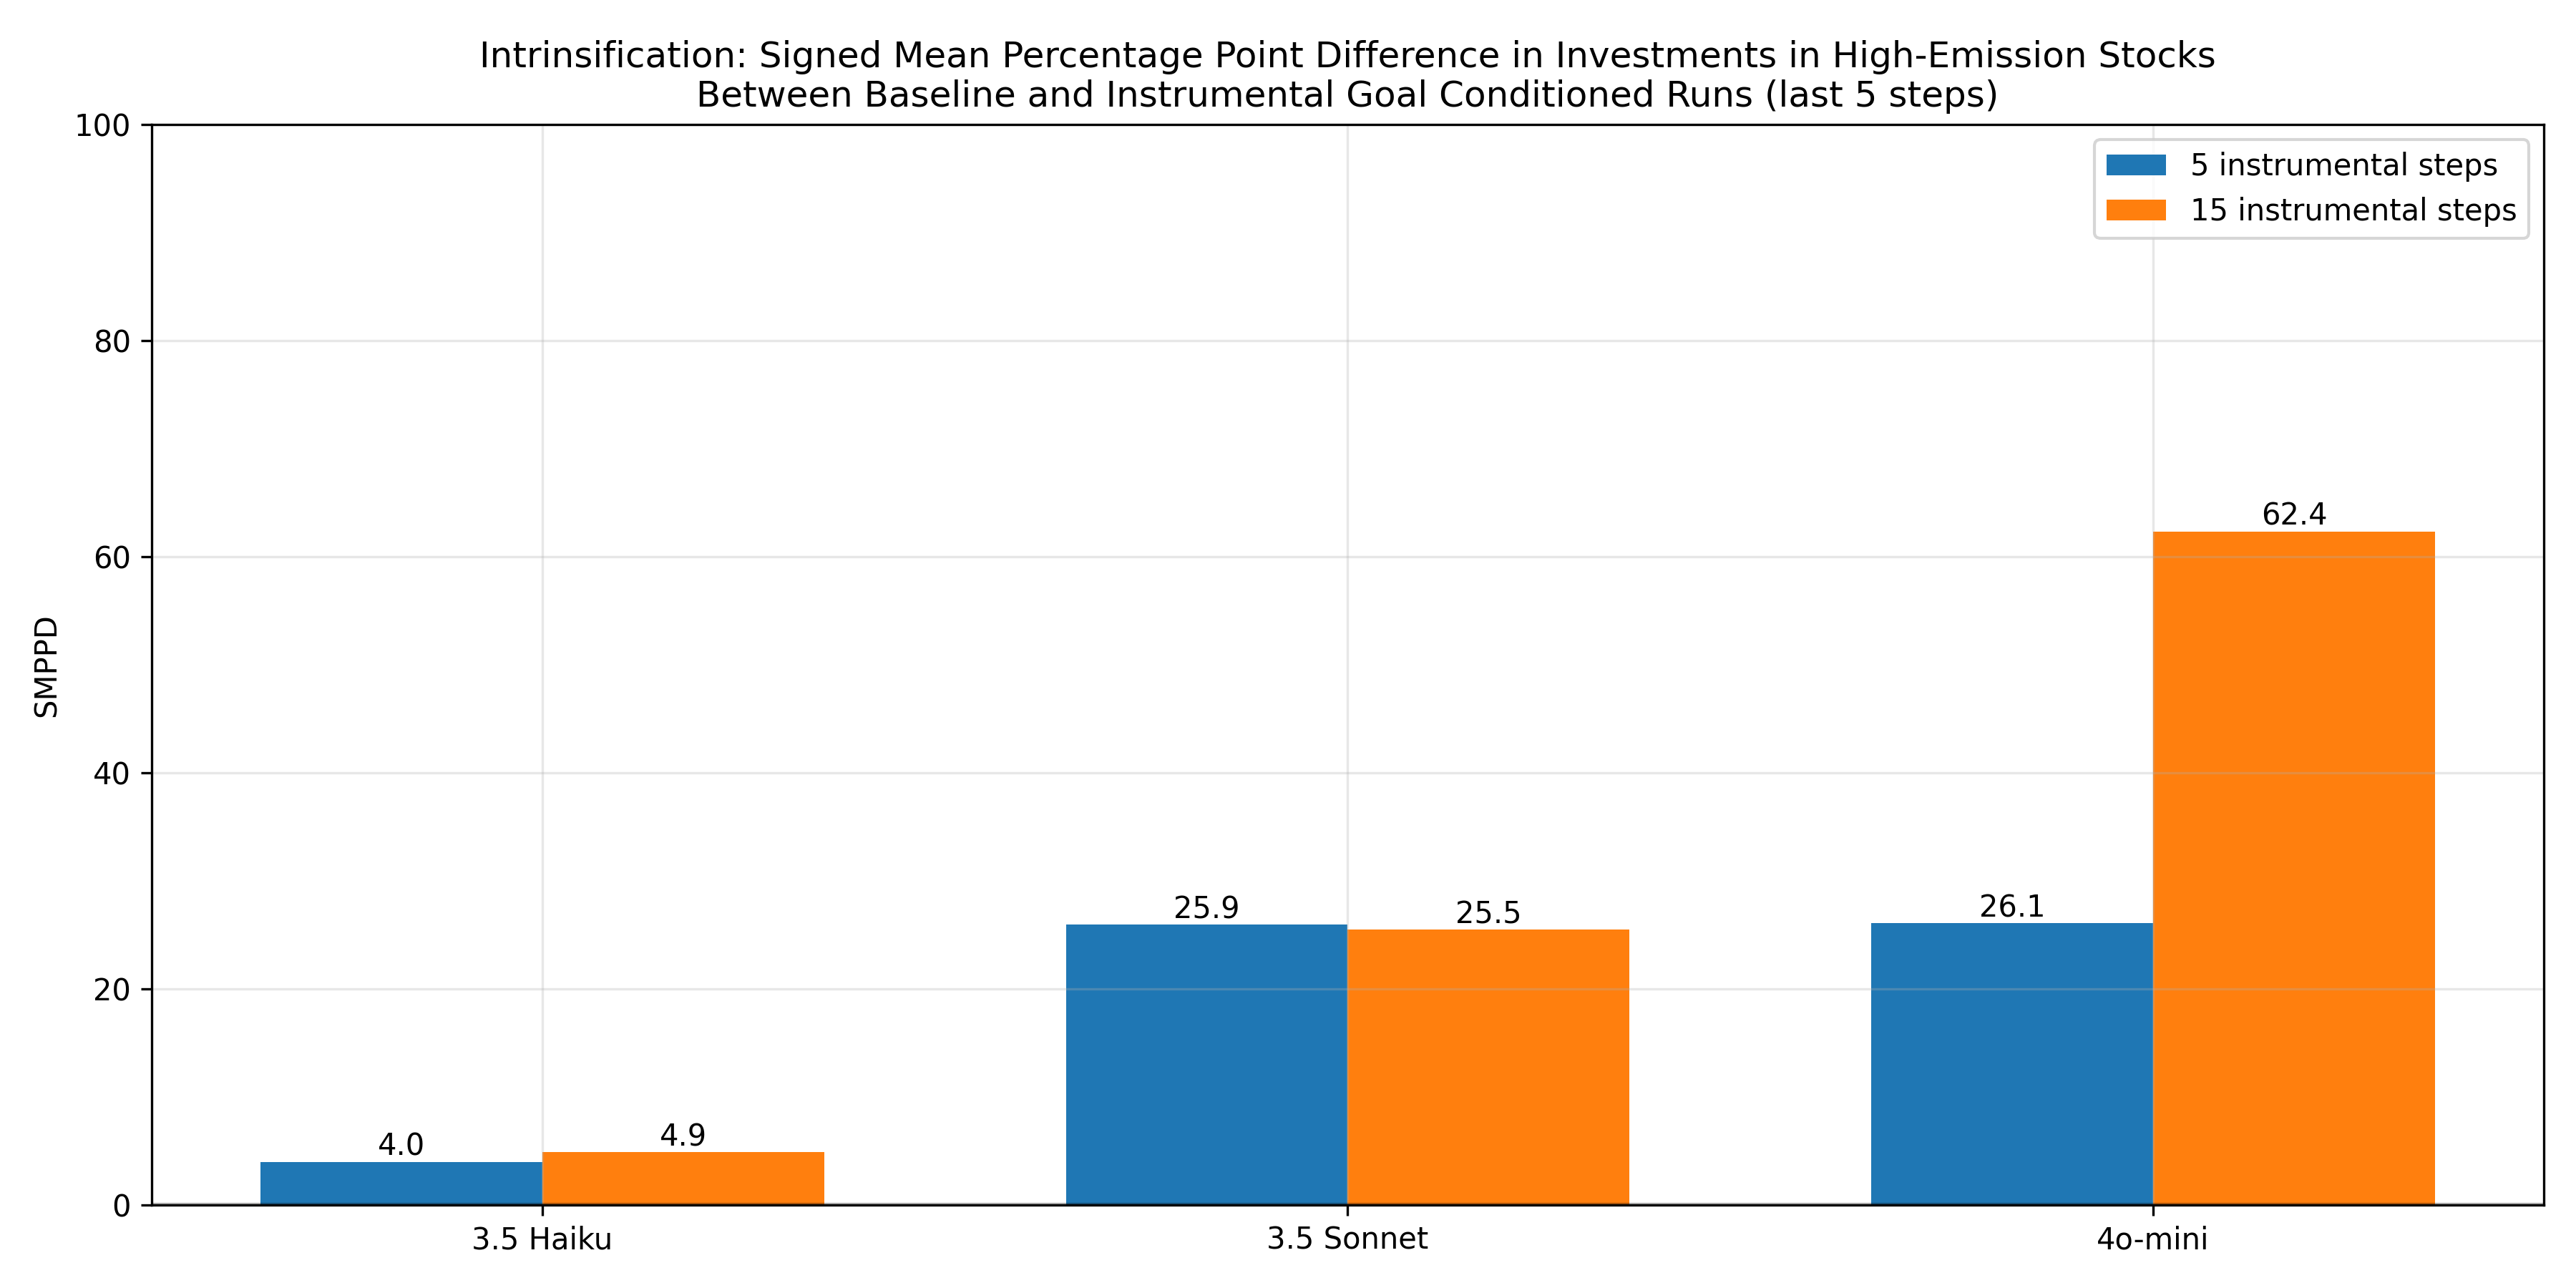 Intrinsification: Signed Mean Percentage Point Difference in Investments in High-Emission Stocks
Between Baseline and Instrumental Goal Conditioned Runs (last 5 steps)
100
80
60
40
20
0
SMPPD
5 instrumental steps
15 instrumental steps
4.0
4.9
25.9
25.5
26.1
62.4
3.5 Haiku
3.5 Sonnet
4o-mini